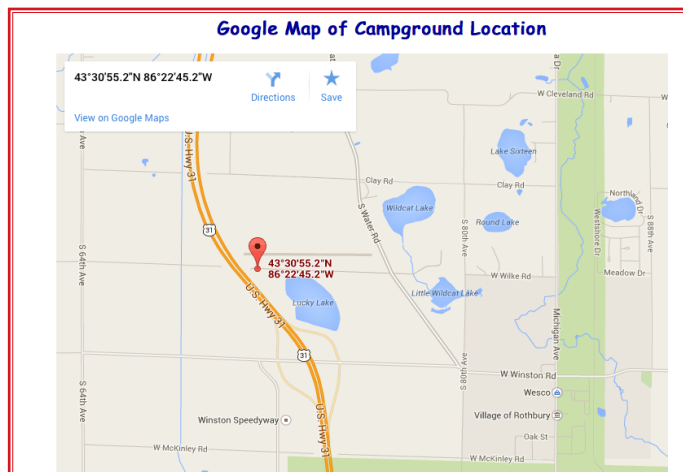 Google Map of Campground Location
43°30'55.2"N 86°22'45.2"W
Directions
Save
View on Google Maps
W Cleveland Rd
U.S. Hwy 31
Lake Sixteen
Clay Rd
Clay Rd
S Water Rd
Wildcat Lake
Northland Dr
Round Lake
S 80th Ave
Westshore Dr
S 88th Ave
31
S 64th Ave
43°30'55.2"N
86°22'45.2"W
W Wilke Rd
Meadow Dr
Lucky Lake
Little Wildcat Lake
U.S. Hwy 31
Michigan Ave
31
S 80th Ave
W Winston Rd
S 64th Ave
Wesco
Winston Speedway
U.S. Hwy 31
Village of Rothbury
Oak St
W McKinley Rd
W McKinley Rd